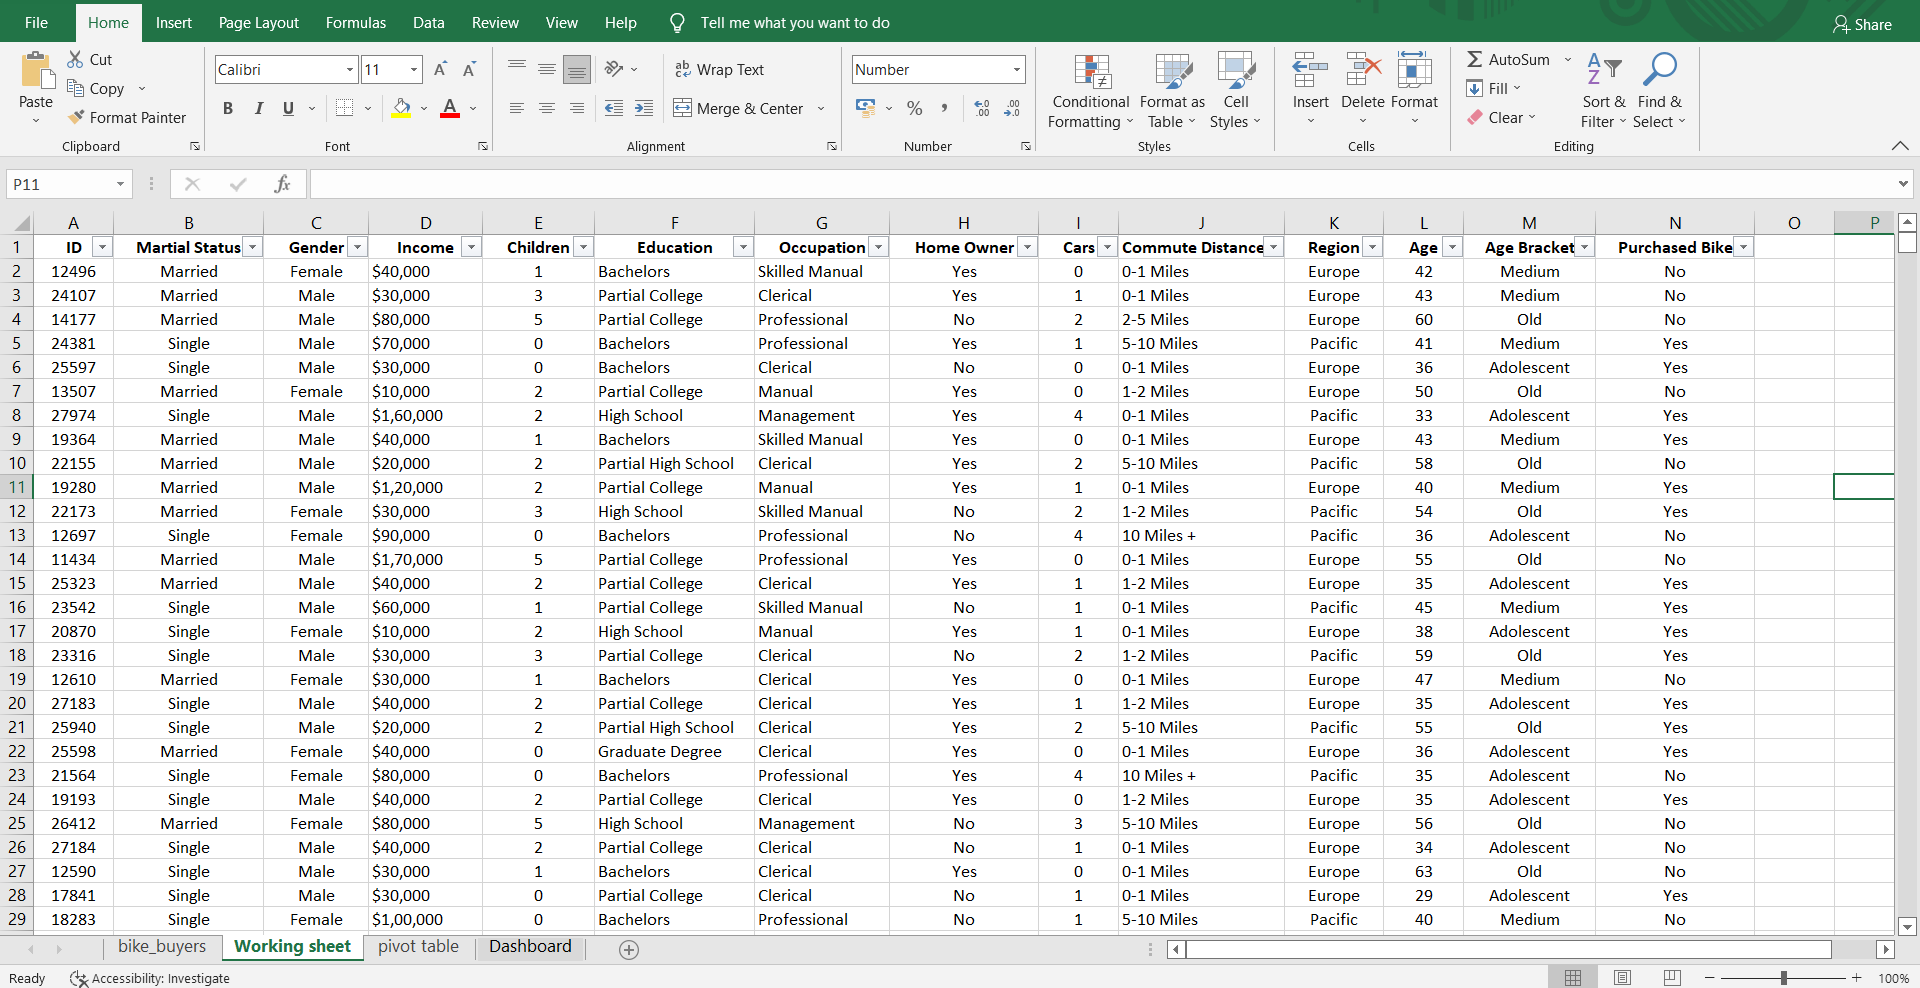 File Home Insert Page Layout Formulas Data Review View Help Tell me what you want to do Share
Paste Cut Copy Format Painter Clipboard
Calibri 11 B I U A A A Font
Wrap Text Merge & Center Alignment
Number % , Number
Conditional Formatting Format as Table Cell Styles Styles
Insert Delete Format Cells
AutoSum Fill Clear Sort & Filter Find & Select Editing
P11 fx
A B C D E F G H I J K L M N O P
1 ID Martial Status Gender Income Children Education Occupation Home Owner Cars Commute Distance Region Age Age Bracket Purchased Bike
2 12496 Married Female $40,000 1 Bachelors Skilled Manual Yes 0 0-1 Miles Europe 42 Medium No
3 24107 Married Male $30,000 3 Partial College Clerical Yes 1 0-1 Miles Europe 43 Medium No
4 14177 Married Male $80,000 5 Partial College Professional No 2 2-5 Miles Europe 60 Old No
5 24381 Single Male $70,000 0 Bachelors Professional Yes 1 5-10 Miles Pacific 41 Medium Yes
6 25597 Single Male $30,000 0 Bachelors Clerical No 0 0-1 Miles Europe 36 Adolescent Yes
7 13507 Married Female $10,000 2 Partial College Manual Yes 0 1-2 Miles Europe 50 Old No
8 27974 Single Male $1,60,000 2 High School Management Yes 4 0-1 Miles Pacific 33 Adolescent Yes
9 19364 Married Male $40,000 1 Bachelors Skilled Manual Yes 0 0-1 Miles Europe 43 Medium Yes
10 22155 Married Male $20,000 2 Partial High School Clerical Yes 2 5-10 Miles Pacific 58 Old No
11 19280 Married Male $1,20,000 2 Partial College Manual Yes 1 0-1 Miles Europe 40 Medium Yes
12 22173 Married Female $30,000 3 High School Skilled Manual No 2 1-2 Miles Pacific 54 Old Yes
13 12697 Single Female $90,000 0 Bachelors Professional No 4 10 Miles + Pacific 36 Adolescent No
14 11434 Married Male $1,70,000 5 Partial College Professional Yes 0 0-1 Miles Europe 55 Old No
15 25323 Married Male $40,000 2 Partial College Clerical Yes 1 1-2 Miles Europe 35 Adolescent Yes
16 23542 Single Male $60,000 1 Partial College Skilled Manual No 1 0-1 Miles Pacific 45 Medium Yes
17 20870 Single Female $10,000 2 High School Manual Yes 1 0-1 Miles Europe 38 Adolescent Yes
18 23316 Single Male $30,000 3 Partial College Clerical No 2 1-2 Miles Pacific 59 Old Yes
19 12610 Married Female $30,000 1 Bachelors Clerical Yes 0 0-1 Miles Europe 47 Medium No
20 27183 Single Male $40,000 2 Partial College Clerical Yes 1 1-2 Miles Europe 35 Adolescent Yes
21 25940 Single Male $20,000 2 Partial High School Clerical Yes 2 5-10 Miles Pacific 55 Old Yes
22 25598 Married Female $40,000 0 Graduate Degree Clerical Yes 0 0-1 Miles Europe 36 Adolescent Yes
23 21564 Single Female $80,000 0 Bachelors Professional Yes 4 10 Miles + Pacific 35 Adolescent No
24 19193 Single Male $40,000 2 Partial College Clerical Yes 0 1-2 Miles Europe 35 Adolescent Yes
25 26412 Married Female $80,000 5 High School Management No 3 5-10 Miles Europe 56 Old No
26 27184 Single Male $40,000 2 Partial College Clerical No 1 0-1 Miles Europe 34 Adolescent No
27 12590 Single Male $30,000 1 Bachelors Clerical Yes 0 0-1 Miles Europe 63 Old No
28 17841 Single Male $30,000 0 Partial College Clerical No 1 0-1 Miles Europe 29 Adolescent Yes
29 18283 Single Female $1,00,000 0 Bachelors Professional No 1 5-10 Miles Pacific 40 Medium No
bike_buyers Working sheet pivot table Dashboard
Ready Accessibility: Investigate 100%